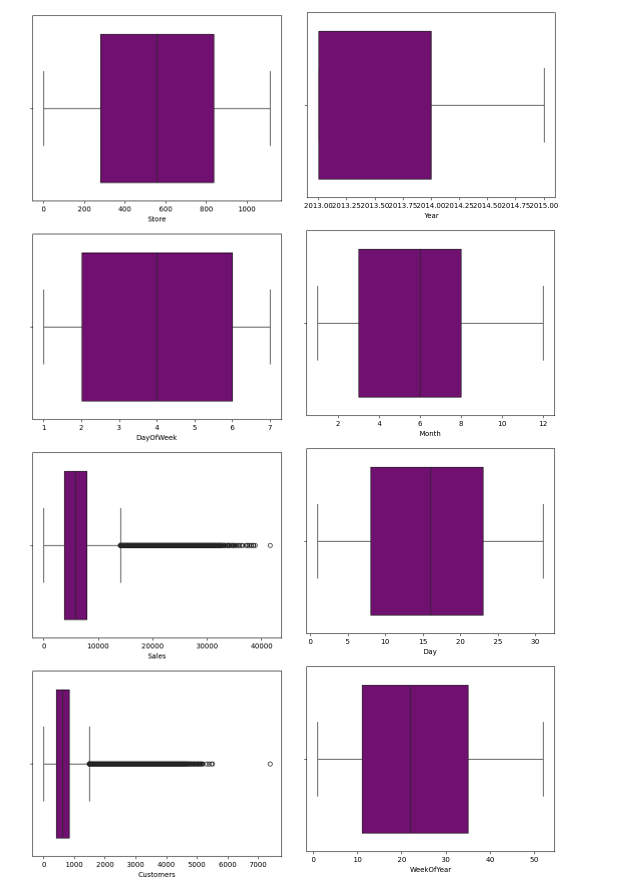 0 200 400 600 800 1000
Store
2013.00 2013.25 2013.50 2013.75 2014.00 2014.25 2014.50 2014.75 2015.00
Year
1 2 3 4 5 6 7
DayOfWeek
2 4 6 8 10 12
Month
0 10000 20000 30000 40000
Sales
0 5 10 15 20 25 30
Day
0 1000 2000 3000 4000 5000 6000 7000
Customers
0 10 20 30 40 50
WeekOfYear